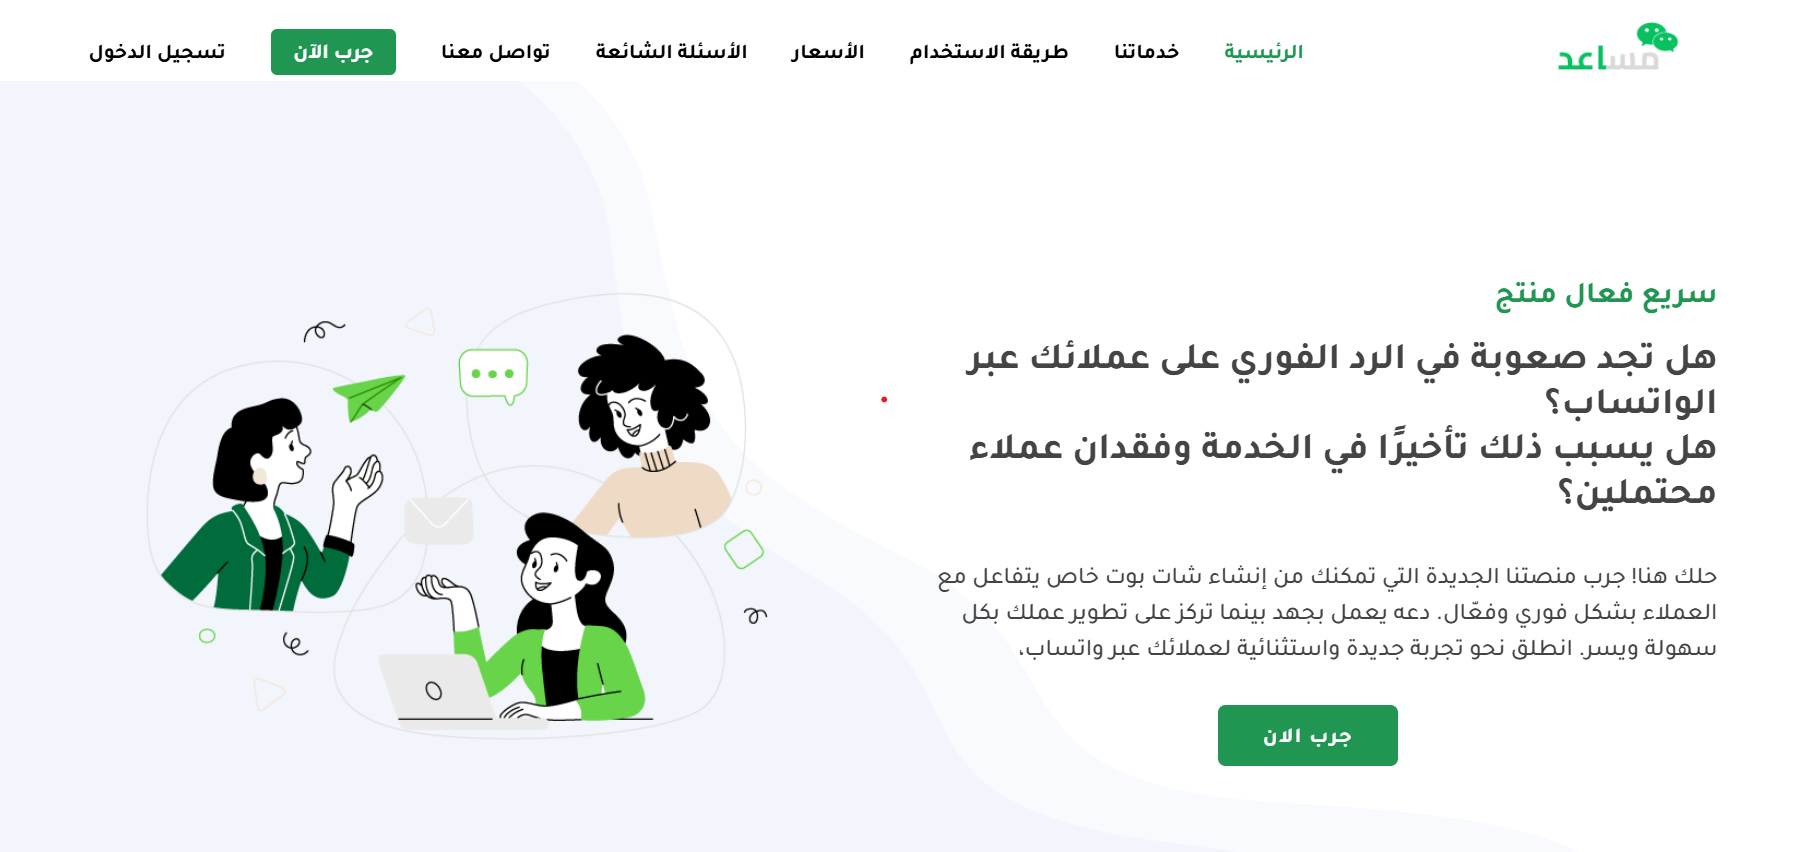 مساعد
الرئيسية
خدماتنا
طريقة الاستخدام
الأسعار
الأسئلة الشائعة
تواصل معنا
جرب الآن
تسجيل الدخول
سريع فعال منتج
هل تجد صعوبة في الرد الفوري على عملائك عبر
الواتساب؟
هل يسبب ذلك تأخيرًا في الخدمة وفقدان عملاء
محتملين؟
حلك هنا! جرب منصتنا الجديدة التي تمكنك من إنشاء شات بوت خاص يتفاعل مع
العملاء بشكل فوري وفعّال. دعه يعمل بجهد بينما تركز على تطوير عملك بكل
سهولة ويسر. انطلق نحو تجربة جديدة واستثنائية لعملائك عبر واتساب،
جرب الان